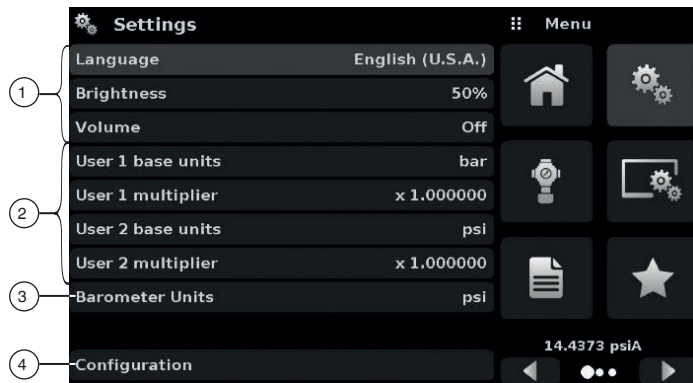 Settings
Menu
1
Language English (U.S.A.)
Brightness 50%
Volume Off
2
User 1 base units bar
User 1 multiplier x 1.000000
User 2 base units psi
User 2 multiplier x 1.000000
3
Barometer Units psi
4
Configuration
14.4373 psiA